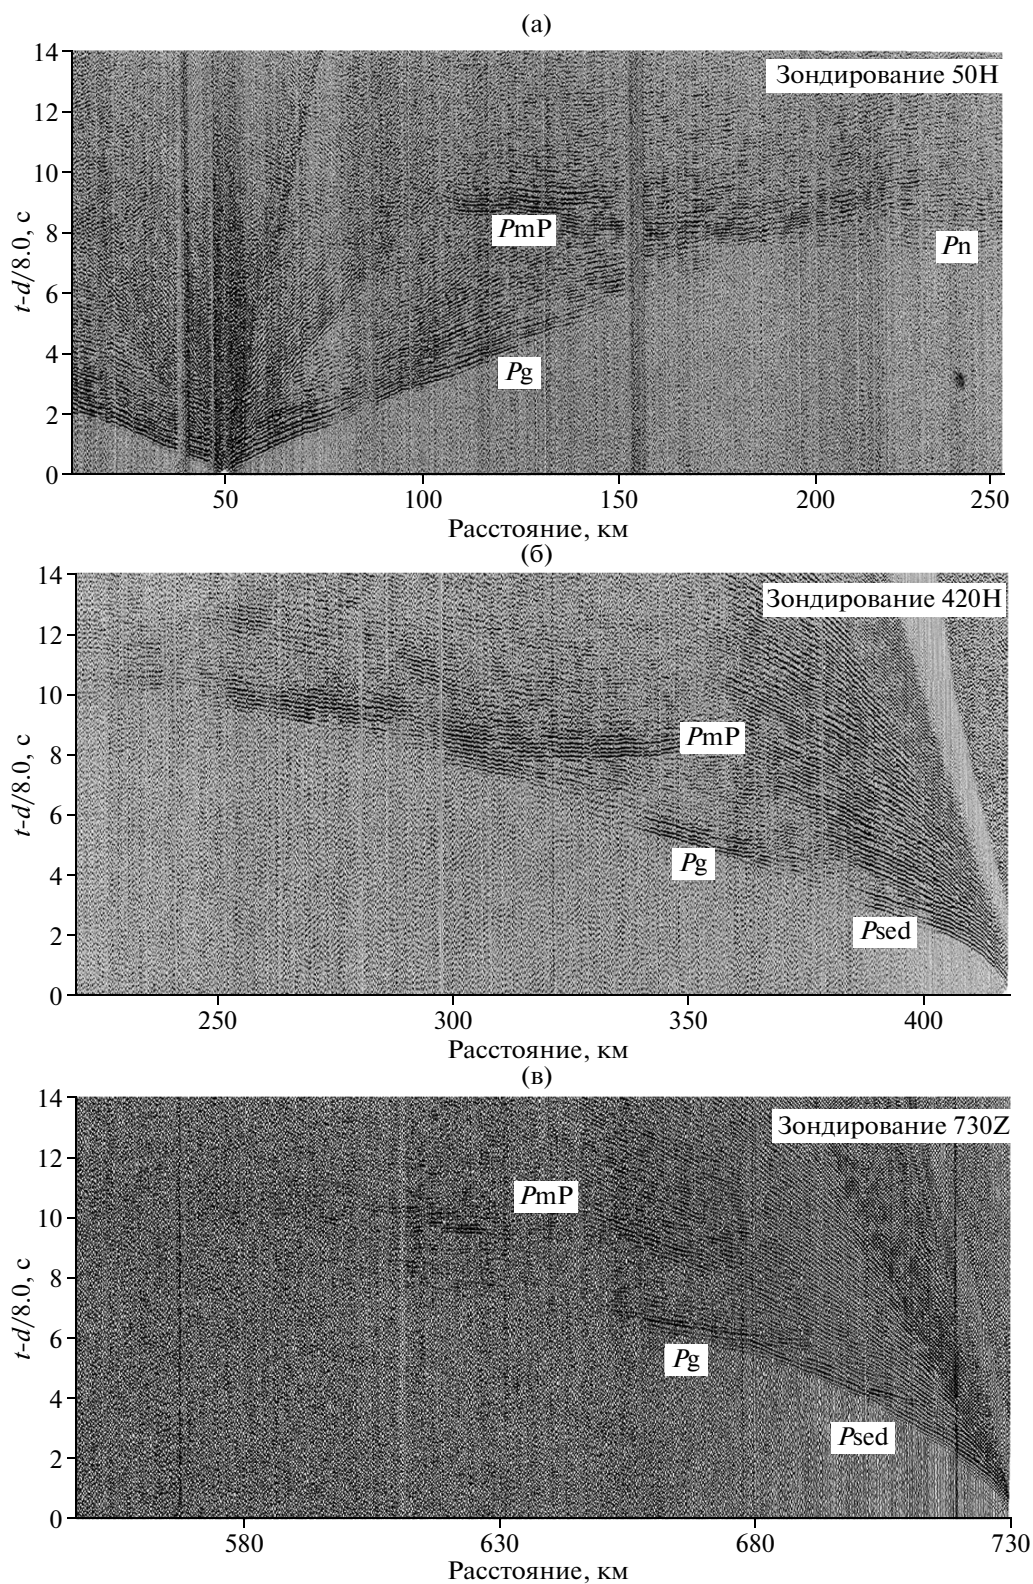 (а)
14
Зондирование 50Н
12
10
PmP
8
Pn
6
4
Pg
2
0
t-d/8.0, с
50
100
150
200
250
Расстояние, км
(б)
14
Зондирование 420Н
12
10
PmP
8
6
Pg
4
Psed
2
0
t-d/8.0, с
250
300
350
400
Расстояние, км
(в)
14
Зондирование 730Z
12
PmP
10
8
6
Pg
4
Psed
2
0
t-d/8.0, с
580
630
680
730
Расстояние, км